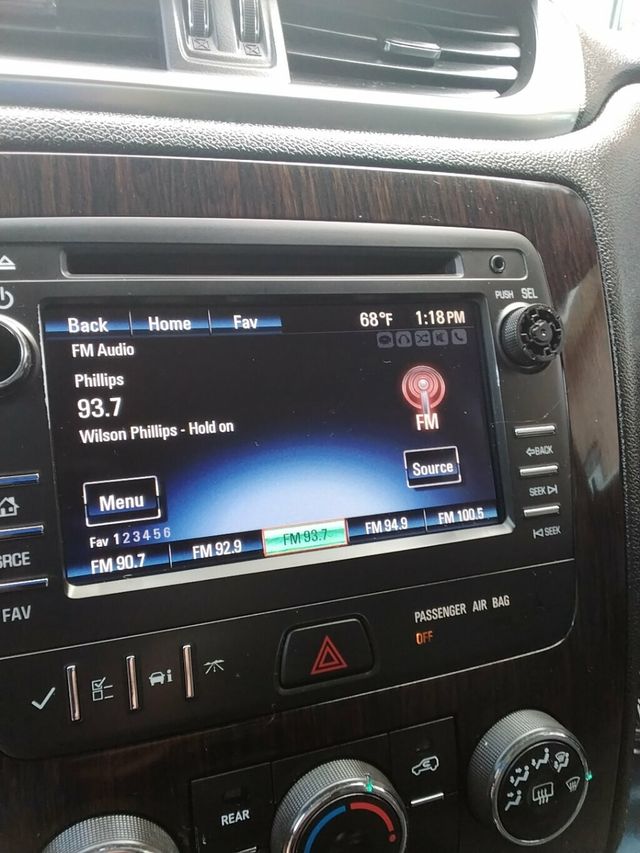 Back Home Fav 68°F 1:18 PM
PUSH SEL
FM Audio
Phillips
93.7
Wilson Phillips - Hold on
FM
BACK
Menu
Source
SEEK
Fav 1 2 3 4 5 6
FM 90.7 FM 92.9 FM 93.7 FM 94.9 FM 100.5
SEEK
RCE
FAV
PASSENGER AIR BAG
OFF
REAR